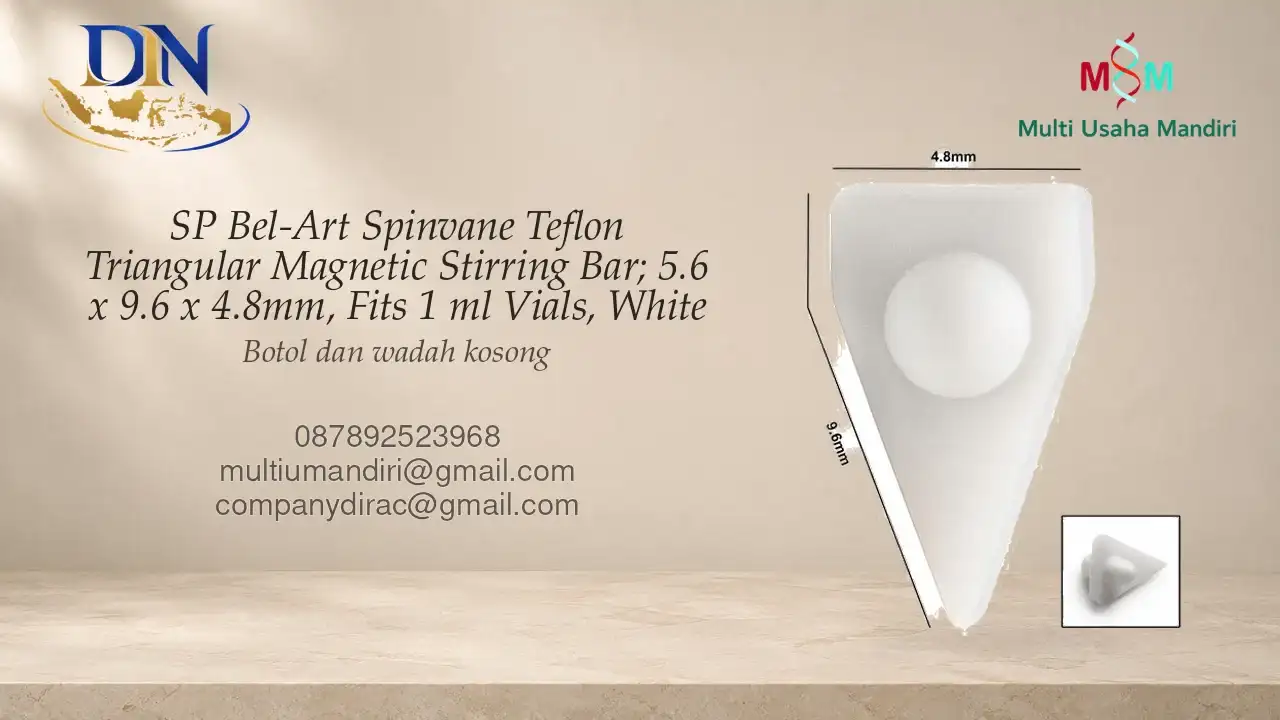 DIN
M M
Multi Usaha Mandiri
4.8mm
SP Bel-Art Spinvane Teflon
Triangular Magnetic Stirring Bar; 5.6
x 9.6 x 4.8mm, Fits 1 ml Vials, White
Botol dan wadah kosong
087892523968
multiumandiri@gmail.com
companydirac@gmail.com
9.6mm